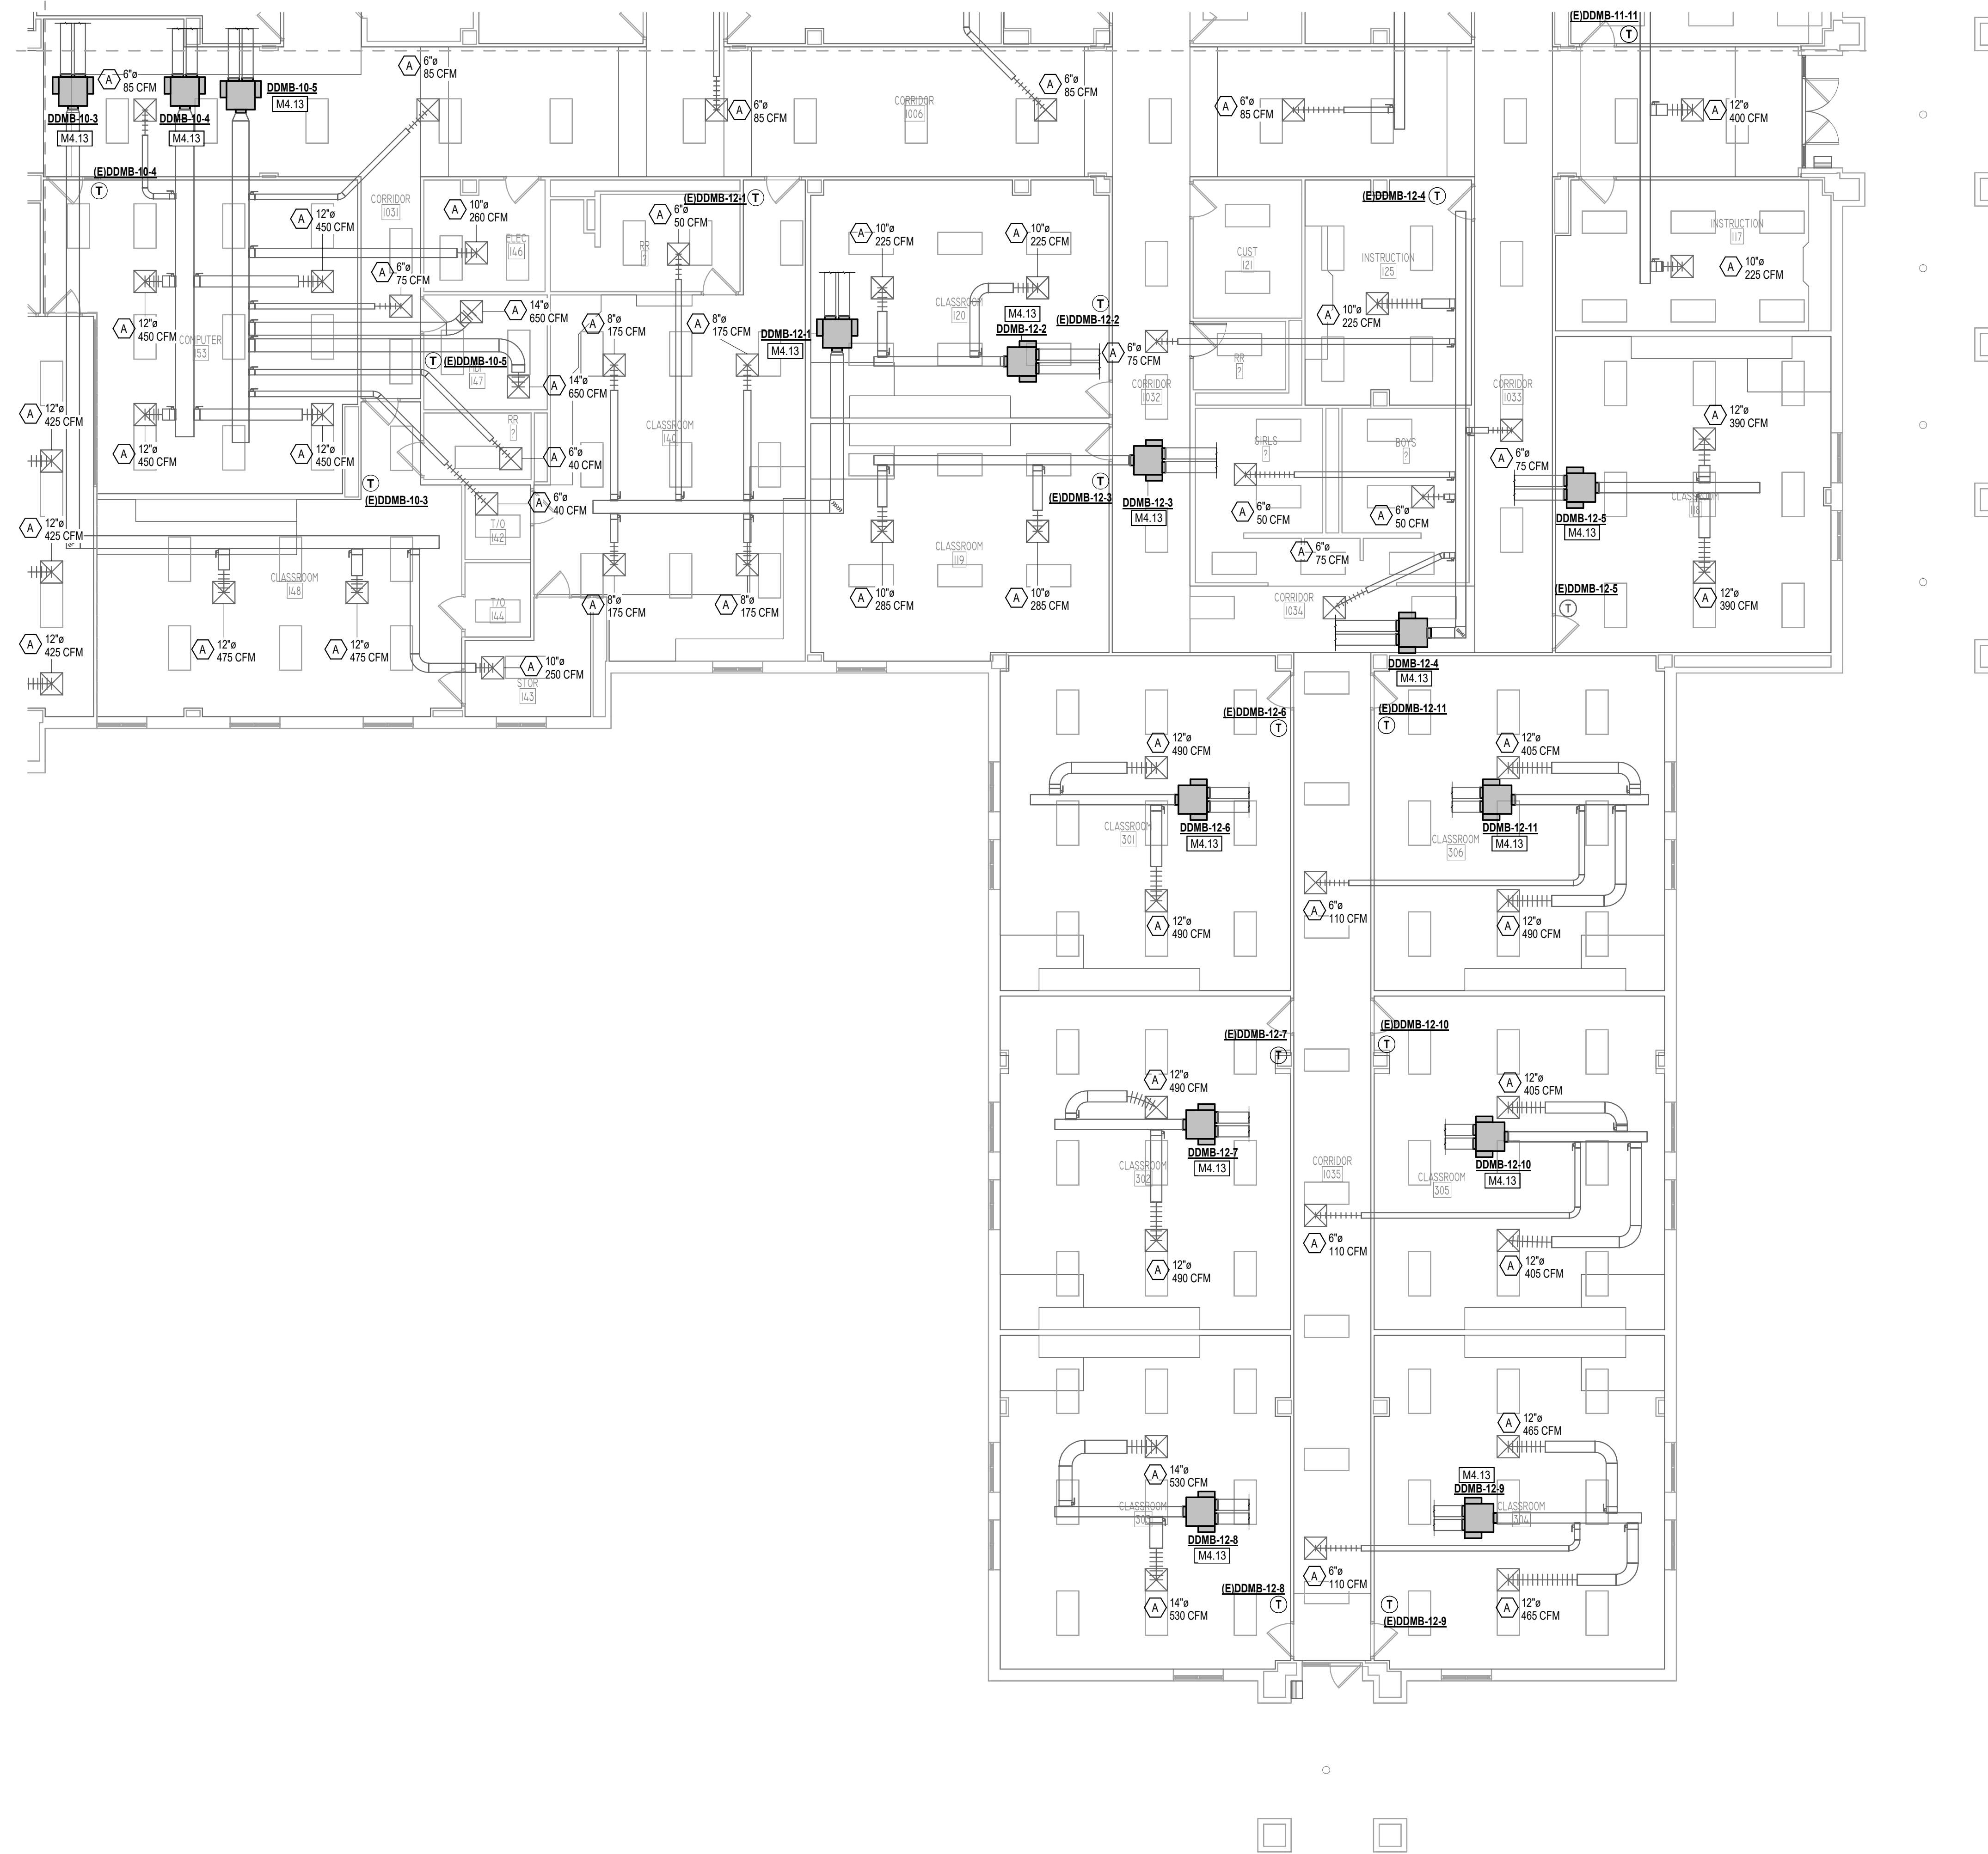 (E)DDMB-11-11
T
A 6"ø
85 CFM
A 6"ø
85 CFM
A 6"ø
85 CFM
A 6"ø
85 CFM
A 6"ø
85 CFM
A 12"ø
400 CFM
DDMB-10-3
M4.13
DDMB-10-4
M4.13
DDMB-10-5
M4.13
CORRIDOR
1006
(E)DDMB-10-4
T
CORRIDOR
1031
A 12"ø
450 CFM
A 10"ø
260 CFM
ELEC
146
A 6"ø
50 CFM
RR
?
(E)DDMB-12-1
T
A 10"ø
225 CFM
A 10"ø
225 CFM
CLASSROOM
120
M4.13
DDMB-12-2
T
(E)DDMB-12-2
CUST
121
(E)DDMB-12-4
T
INSTRUCTION
125
A 10"ø
225 CFM
INSTRUCTION
117
A 10"ø
225 CFM
A 6"ø
75 CFM
A 12"ø
450 CFM
COMPUTER
153
A 14"ø
650 CFM
T
(E)DDMB-10-5
147
A 14"ø
650 CFM
A 8"ø
175 CFM
A 8"ø
175 CFM
DDMB-12-1
M4.13
A 6"ø
75 CFM
RR
?
CORRIDOR
1032
CORRIDOR
1033
A 12"ø
425 CFM
A 12"ø
450 CFM
A 12"ø
450 CFM
RR
?
A 6"ø
40 CFM
CLASSROOM
140
GIRLS
?
BOYS
?
A 6"ø
75 CFM
A 12"ø
390 CFM
T
(E)DDMB-10-3
A 6"ø
40 CFM
T
(E)DDMB-12-3
DDMB-12-3
M4.13
A 6"ø
50 CFM
A 6"ø
50 CFM
DDMB-12-5
M4.13
CLASSROOM
118
A 12"ø
425 CFM
T/O
142
CLASSROOM
119
A 6"ø
75 CFM
CLASSROOM
148
T/O
144
A 8"ø
175 CFM
A 8"ø
175 CFM
A 10"ø
285 CFM
A 10"ø
285 CFM
CORRIDOR
1034
(E)DDMB-12-5
T
A 12"ø
390 CFM
A 12"ø
425 CFM
A 12"ø
475 CFM
A 12"ø
475 CFM
A 10"ø
250 CFM
STOR
143
DDMB-12-4
M4.13
(E)DDMB-12-6
T
(E)DDMB-12-11
T
A 12"ø
490 CFM
A 12"ø
405 CFM
CLASSROOM
301
DDMB-12-6
M4.13
DDMB-12-11
M4.13
CLASSROOM
306
A 12"ø
490 CFM
A 6"ø
110 CFM
A 12"ø
490 CFM
(E)DDMB-12-7
T
(E)DDMB-12-10
T
A 12"ø
490 CFM
A 12"ø
405 CFM
CLASSROOM
302
DDMB-12-7
M4.13
CORRIDOR
1035
DDMB-12-10
M4.13
CLASSROOM
305
A 12"ø
490 CFM
A 6"ø
110 CFM
A 12"ø
405 CFM
A 12"ø
465 CFM
A 14"ø
530 CFM
M4.13
DDMB-12-9
CLASSROOM
303
CLASSROOM
304
DDMB-12-8
M4.13
A 6"ø
110 CFM
(E)DDMB-12-8
T
A 14"ø
530 CFM
T
(E)DDMB-12-9
A 12"ø
465 CFM